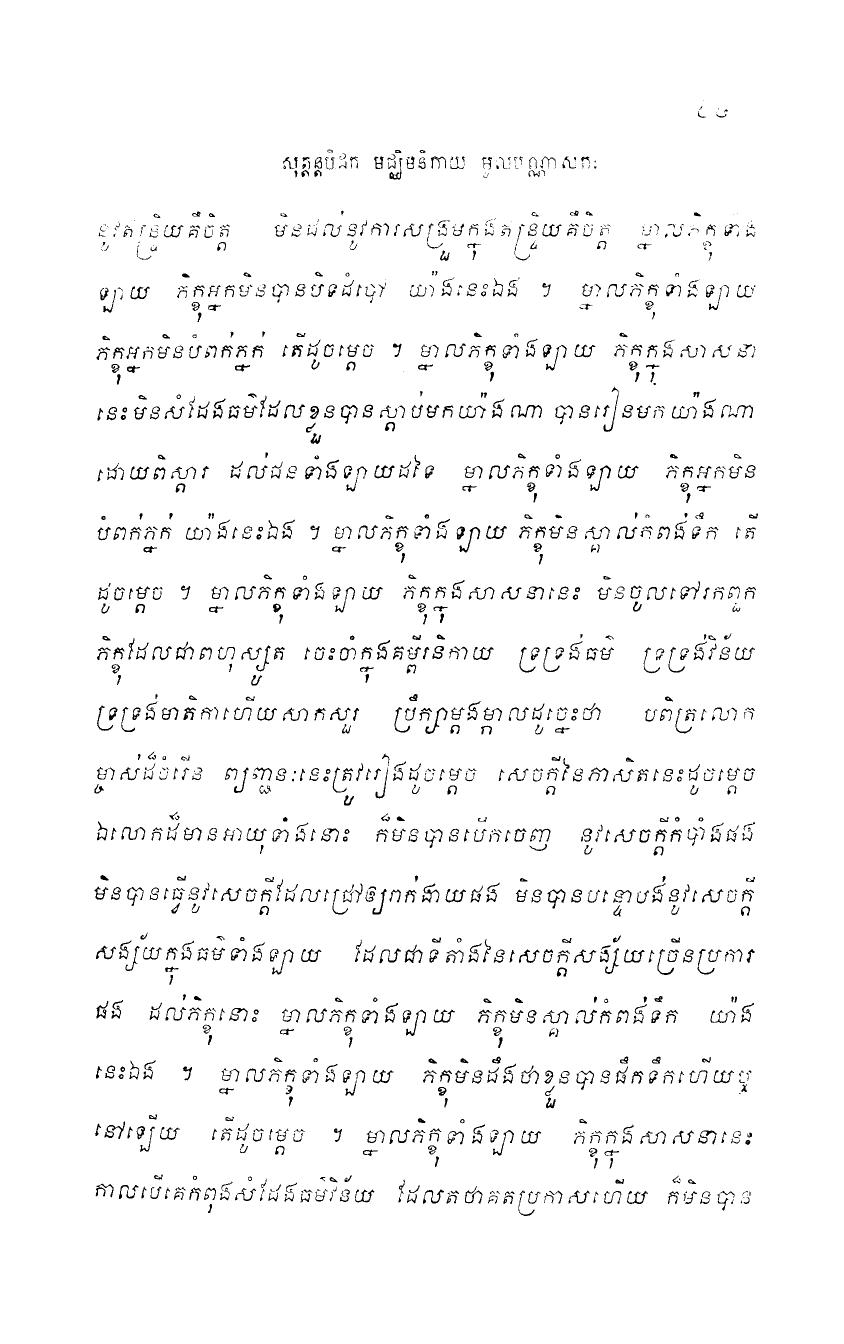 សុត្តន្តបិដក មជ្ឈិមនិកាយ មូលបណ្ណាសកៈ
នូវឥន្ទ្រិយគឺចិត្ត មិនដល់នូវការសង្រួមក្នុងឥន្ទ្រិយគឺចិត្ត ម្នាលភិក្ខុទាំង
ឡាយ ភិក្ខុអ្នកមិនបានបិទដំបៅ យ៉ាងនេះឯង ។ ម្នាលភិក្ខុទាំងឡាយ
ភិក្ខុអ្នកមិនបំពក់ភ្នក់ តើដូចម្តេច ។ ម្នាលភិក្ខុទាំងឡាយ ភិក្ខុក្នុងសាសនា
នេះមិនសំដែងធម៌ដែលខ្លួនបានស្តាប់មកយ៉ាងណា បានរៀនមកយ៉ាងណា
ដោយពិស្តារ ដល់ជនទាំងឡាយដទៃ ម្នាលភិក្ខុទាំងឡាយ ភិក្ខុអ្នកមិន
បំពក់ភ្នក់ យ៉ាងនេះឯង ។ ម្នាលភិក្ខុទាំងឡាយ ភិក្ខុមិនស្គាល់កំពង់ទឹក តើ
ដូចម្តេច ។ ម្នាលភិក្ខុទាំងឡាយ ភិក្ខុក្នុងសាសនានេះ មិនចូលទៅរកពួក
ភិក្ខុដែលជាពហុស្សូត ចេះចាំក្នុងគម្ពីរនិកាយ ទ្រទ្រង់ធម៌ ទ្រទ្រង់វិន័យ
ទ្រទ្រង់មាតិកាហើយសាកសួរ ប្រឹក្សាម្តងម្កាលដូច្នេះថា បពិត្រលោក
ម្ចាស់ដ៏ចំរើន ព្យញ្ជនៈនេះត្រូវរៀងដូចម្តេច សេចក្តីនៃភាសិតនេះដូចម្តេច
ឯលោកដ៏មានអាយុទាំងនោះ ក៏មិនបានបើកចេញ នូវសេចក្តីកំបាំងផង
មិនបានធ្វើនូវសេចក្តីដែលជ្រៅឲ្យរាក់ងាយផង មិនបានបន្ទោបង់នូវសេចក្តី
សង្ស័យក្នុងធម៌ទាំងឡាយ ដែលជាទីតាំងនៃសេចក្តីសង្ស័យច្រើនប្រការ
ផង ដល់ភិក្ខុនោះ ម្នាលភិក្ខុទាំងឡាយ ភិក្ខុមិនស្គាល់កំពង់ទឹក យ៉ាង
នេះឯង ។ ម្នាលភិក្ខុទាំងឡាយ ភិក្ខុមិនដឹងថាខ្លួនបានផឹកទឹកហើយឬ
នៅឡើយ តើដូចម្តេច ។ ម្នាលភិក្ខុទាំងឡាយ ភិក្ខុក្នុងសាសនានេះ
កាលបើគេកំពុងសំដែងធម៌វិន័យ ដែលតថាគតប្រកាសហើយ ក៏មិនបាន